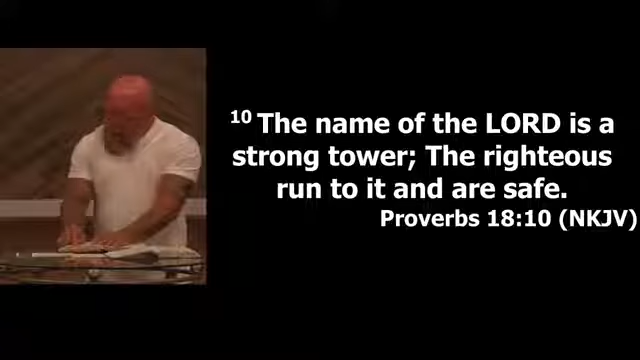 10 The name of the LORD is a
strong tower; The righteous
run to it and are safe.
Proverbs 18:10 (NKJV)